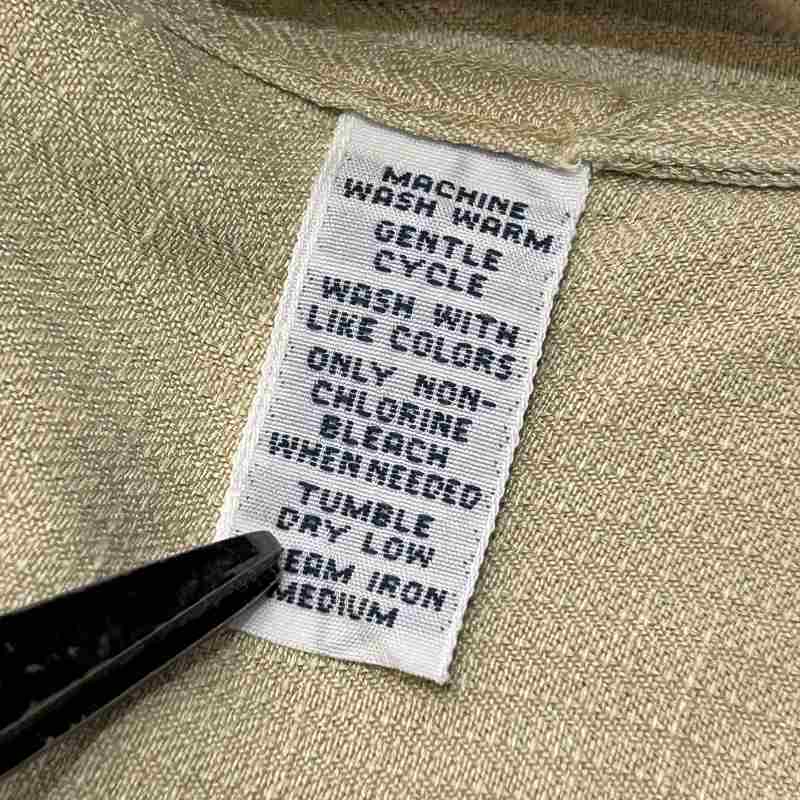 MACHINE
WASH WARM
GENTLE
CYCLE
WASH WITH
LIKE COLORS
ONLY NON-
CHLORINE
BLEACH
WHEN NEEDED
TUMBLE
DRY LOW
EAM IRON
MEDIUM